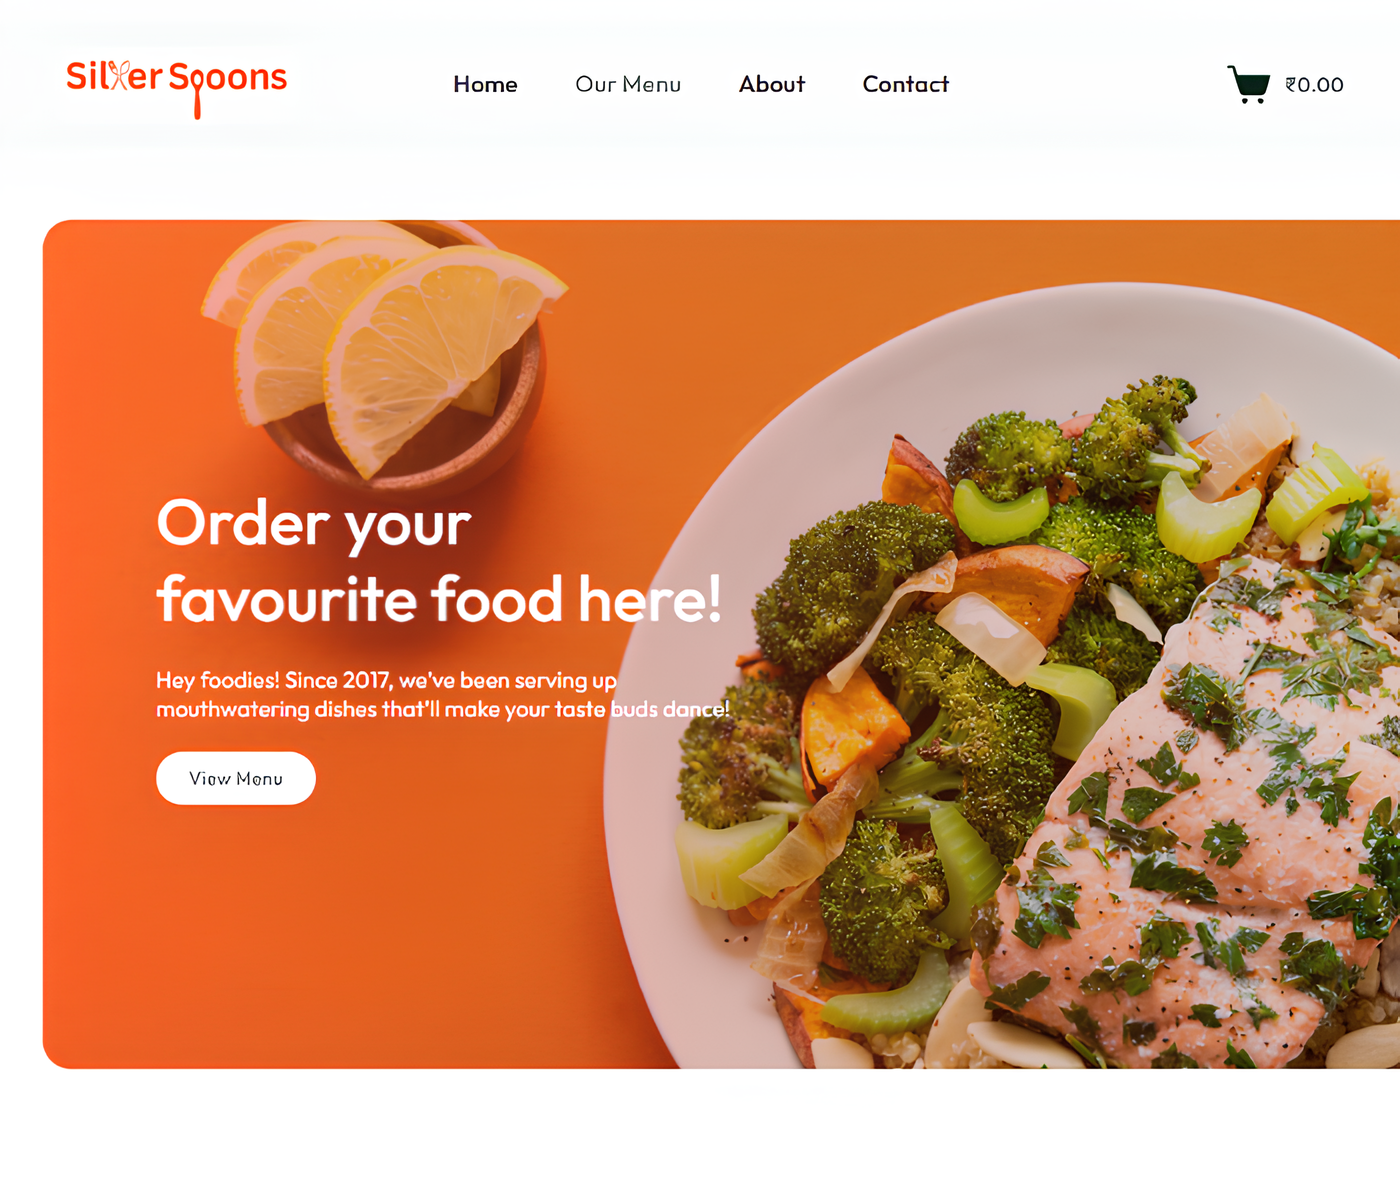 Silver Spoons
Home
Our Menu
About
Contact
₹0.00
Order your
favourite food here!
Hey foodies! Since 2017, we've been serving up
mouthwatering dishes that'll make your taste buds dance!
View Menu